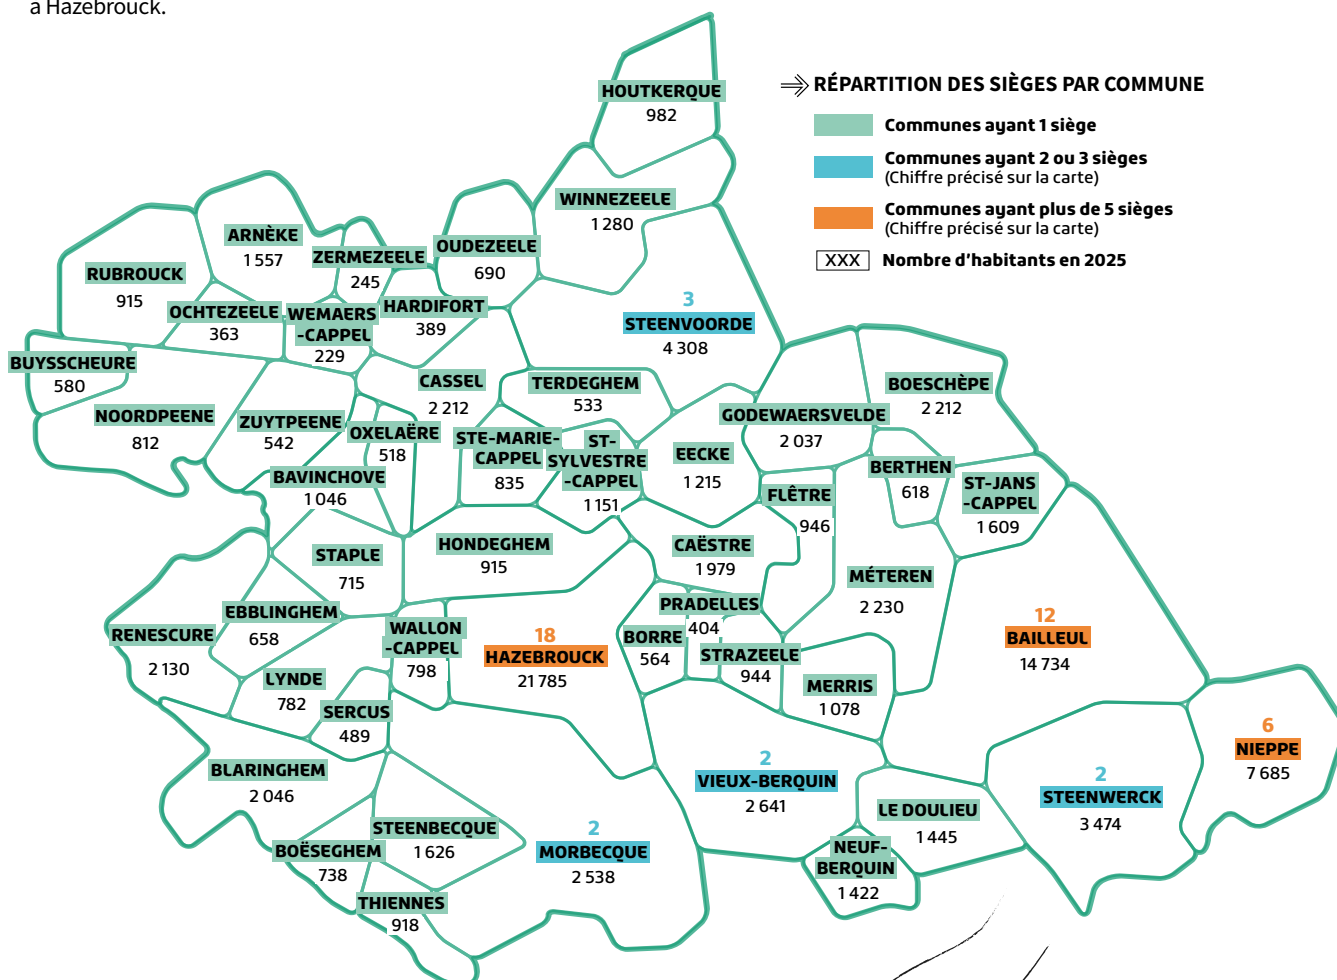 à Hazebrouck.
RÉPARTITION DES SIÈGES PAR COMMUNE
Communes ayant 1 siège
Communes ayant 2 ou 3 sièges
(Chiffre précisé sur la carte)
Communes ayant plus de 5 sièges
(Chiffre précisé sur la carte)
XXX Nombre d'habitants en 2025
HOUTKERQUE
982
WINNEZEELE
1 280
ARNÈKE
1 557
ZERMEZEELE
245
OUDEZEELE
690
RUBROUCK
915
OCHTEZEELE
363
WEMAERS
-CAPPEL
229
HARDIFORT
389
3
STEENVOORDE
4 308
BUYSSCHEURE
580
NOORDPEENE
812
ZUYTPEENE
542
CASSEL
2 212
TERDEGHEM
533
BOESCHÈPE
2 212
GODEWAERSVELDE
2 037
OXELAËRE
518
STE-MARIE-
CAPPEL
835
ST-
SYLVESTRE
-CAPPEL
1 151
EECKE
1 215
BERTHEN
618
ST-JANS
-CAPPEL
1 609
BAVINCHOVE
1 046
FLÊTRE
946
STAPLE
715
HONDEGHEM
915
CAËSTRE
1 979
MÉTEREN
2 230
EBBLINGHEM
658
RENESCURE
2 130
WALLON
-CAPPEL
798
18
HAZEBROUCK
21 785
PRADELLES
404
BORRE
564
STRAZEELE
944
12
BAILLEUL
14 734
LYNDE
782
MERRIS
1 078
SERCUS
489
6
NIEPPE
7 685
BLARINGHEM
2 046
2
VIEUX-BERQUIN
2 641
2
STEENWERCK
3 474
LE DOULIEU
1 445
STEENBECQUE
1 626
2
MORBECQUE
2 538
BOËSEGHEM
738
NEUF-
BERQUIN
1 422
THIENNES
918